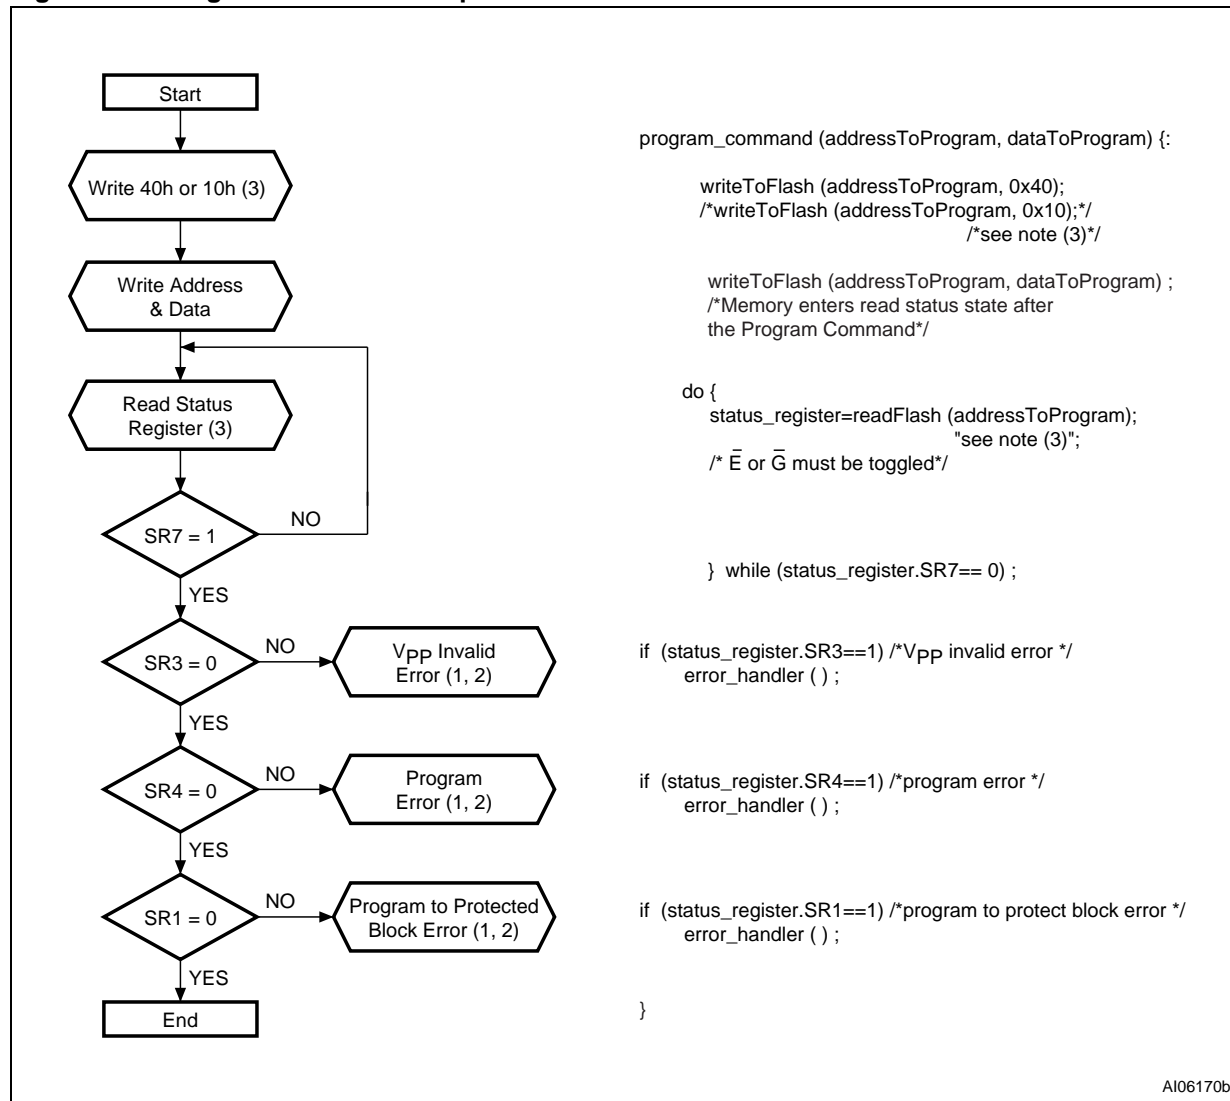 Start
Write 40h or 10h (3)
Write Address
& Data
Read Status
Register (3)
SR7 = 1
NO
YES
SR3 = 0
NO
VPP Invalid
Error (1, 2)
YES
SR4 = 0
NO
Program
Error (1, 2)
YES
SR1 = 0
NO
Program to Protected
Block Error (1, 2)
YES
End
program_command (addressToProgram, dataToProgram) {:
writeToFlash (addressToProgram, 0x40);
/*writeToFlash (addressToProgram, 0x10);*/
/*see note (3)*/
writeToFlash (addressToProgram, dataToProgram) ;
/*Memory enters read status state after
the Program Command*/
do {
status_register=readFlash (addressToProgram);
"see note (3)";
/* E̅ or G̅ must be toggled*/
} while (status_register.SR7== 0) ;
if (status_register.SR3==1) /*VPP invalid error */
error_handler ( ) ;
if (status_register.SR4==1) /*program error */
error_handler ( ) ;
if (status_register.SR1==1) /*program to protect block error */
error_handler ( ) ;
}
AI06170b